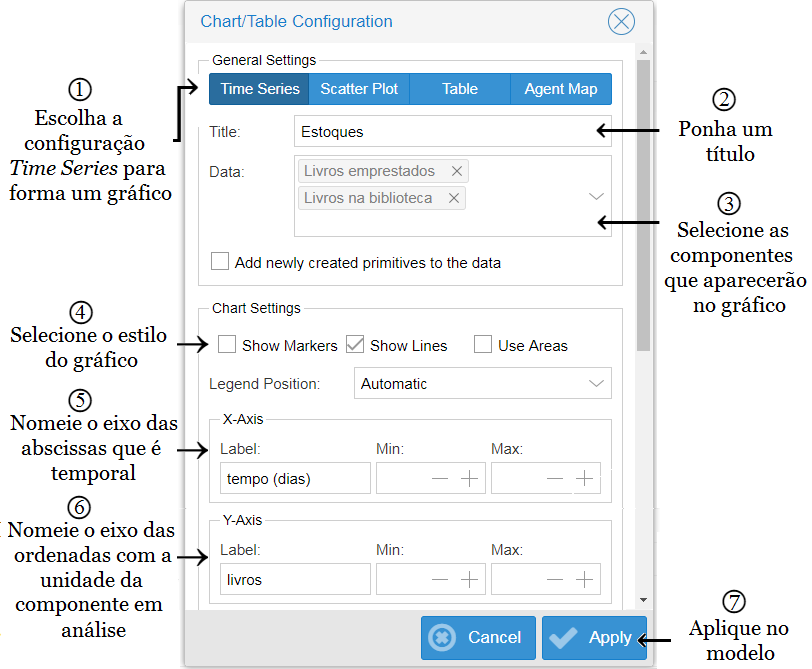 Chart/Table Configuration
General Settings
Time Series
Scatter Plot
Table
Agent Map
①
Escolha a
configuração
Time Series para
forma um gráfico
Title:
Estoques
②
Ponha um
título
Data:
Livros emprestados
Livros na biblioteca
③
Selecione as
componentes
que aparecerão
no gráfico
Add newly created primitives to the data
Chart Settings
④
Selecione o estilo
do gráfico
Show Markers
Show Lines
Use Areas
Legend Position:
Automatic
⑤
Nomeie o eixo das
abscissas que é
temporal
X-Axis
Label:
Min:
Max:
tempo (dias)
⑥
Nomeie o eixo das
ordenadas com a
unidade da
componente em
análise
Y-Axis
Label:
Min:
Max:
livros
Cancel
Apply
⑦
Aplique no
modelo